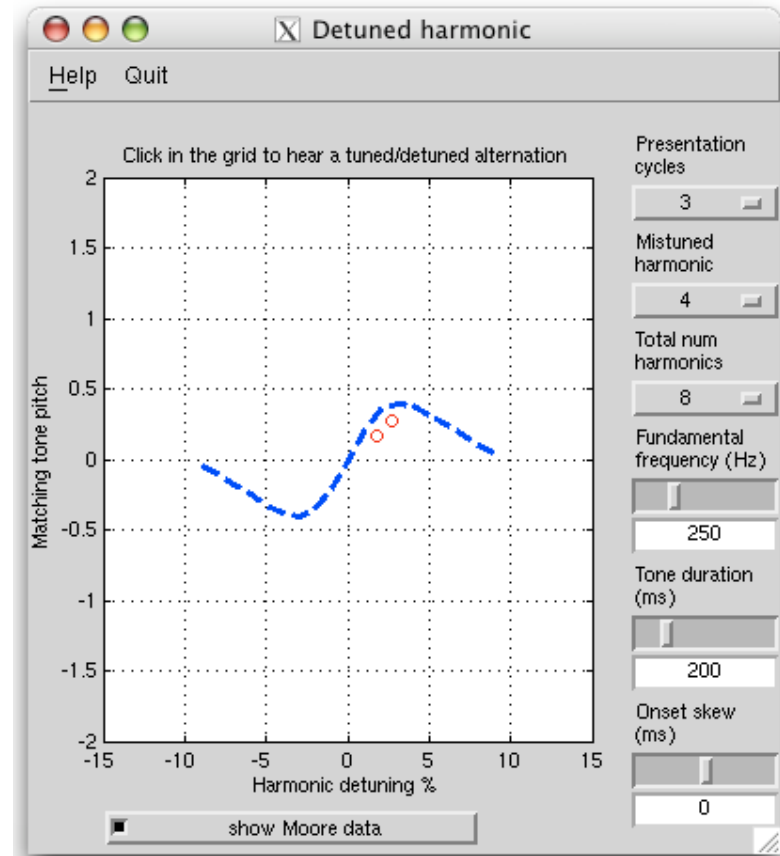 X Detuned harmonic
Help Quit
Click in the grid to hear a tuned/detuned alternation
2
1.5
1
0.5
0
-0.5
-1
-1.5
-2
Matching tone pitch
-15 -10 -5 0 5 10 15
Harmonic detuning %
show Moore data
Presentation
cycles
3
Mistuned
harmonic
4
Total num
harmonics
8
Fundamental
frequency (Hz)
250
Tone duration
(ms)
200
Onset skew
(ms)
0